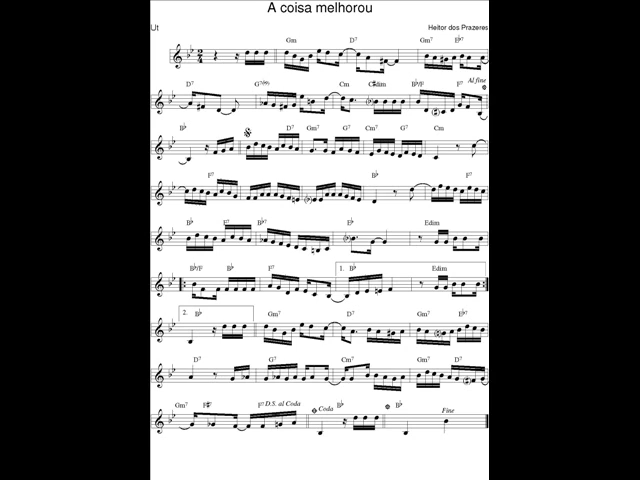 A coisa melhorou
Ut
Heitor dos Prazeres
Gm D7 Gm7 E♭7
D7 G7(♭9) Cm C#dim B♭/F F7 Al fine
B♭ D7 Gm7 G7 Cm7 G7 Cm
F7 B♭ F7
B♭ F7 B♭7 E♭ Edim
B♭/F B♭ F7 1. B♭ Edim
2. B♭ Gm7 D7 Gm7 E♭7
D7 G7 Cm7 Gm7 D7
Gm7 F#7 F7 D.S. al Coda Coda B♭ B♭ Fine